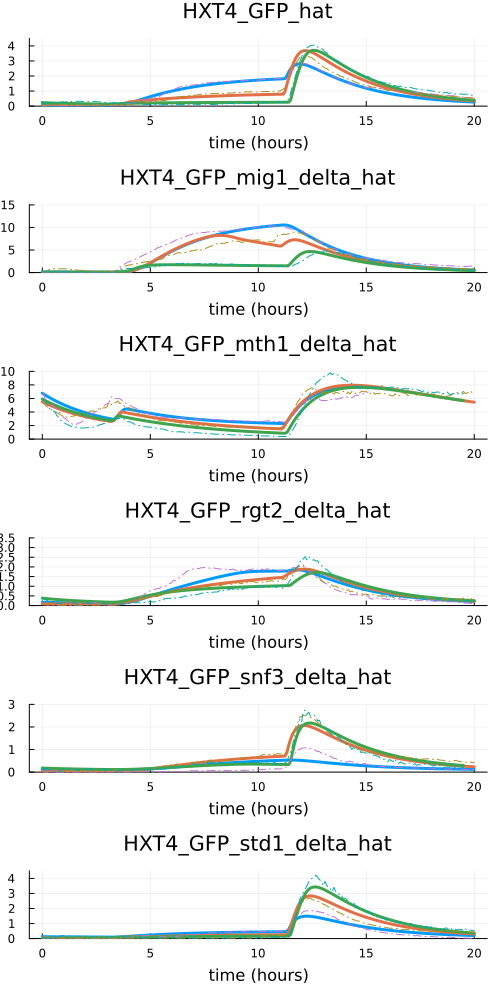 HXT4_GFP_hat
4
3
2
1
0
0 5 10 15 20
time (hours)
HXT4_GFP_mig1_delta_hat
15
10
5
0
0 5 10 15 20
time (hours)
HXT4_GFP_mth1_delta_hat
10
8
6
4
2
0
0 5 10 15 20
time (hours)
HXT4_GFP_rgt2_delta_hat
3.5
3.0
2.5
2.0
1.5
1.0
0.5
0.0
0 5 10 15 20
time (hours)
HXT4_GFP_snf3_delta_hat
3
2
1
0
0 5 10 15 20
time (hours)
HXT4_GFP_std1_delta_hat
4
3
2
1
0
0 5 10 15 20
time (hours)